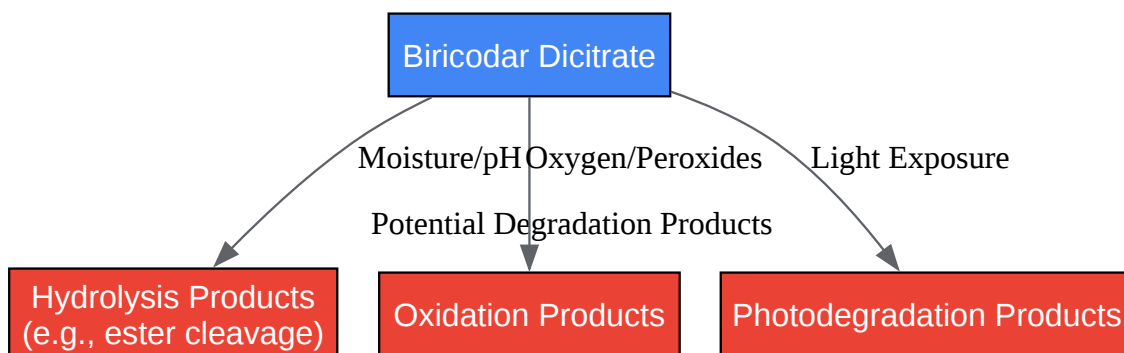 Biricodar Dicitrate
Moisture/pH
Oxygen/Peroxides
Light Exposure
Potential Degradation Products
Hydrolysis Products
(e.g., ester cleavage)
Oxidation Products
Photodegradation Products